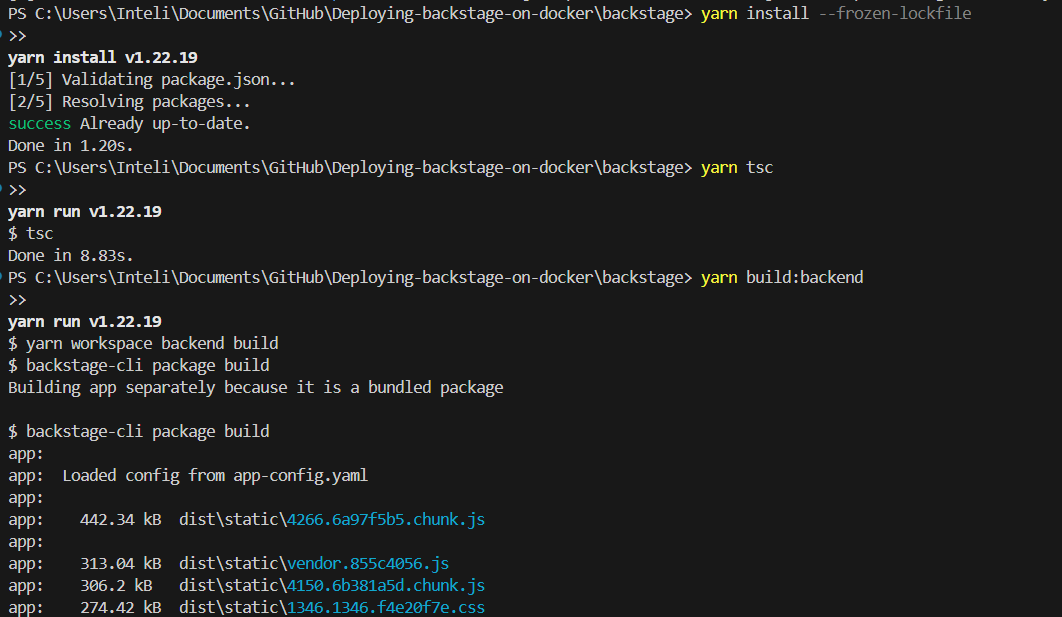 PS C:\Users\Inteli\Documents\GitHub\Deploying-backstage-on-docker\backstage> yarn install --frozen-lockfile
>>
yarn install v1.22.19
[1/5] Validating package.json...
[2/5] Resolving packages...
success Already up-to-date.
Done in 1.20s.
PS C:\Users\Inteli\Documents\GitHub\Deploying-backstage-on-docker\backstage> yarn tsc
>>
yarn run v1.22.19
$ tsc
Done in 8.83s.
PS C:\Users\Inteli\Documents\GitHub\Deploying-backstage-on-docker\backstage> yarn build:backend
>>
yarn run v1.22.19
$ yarn workspace backend build
$ backstage-cli package build
Building app separately because it is a bundled package
$ backstage-cli package build
app:
app:  Loaded config from app-config.yaml
app:
app:    442.34 kB  dist\static\4266.6a97f5b5.chunk.js
app:
app:    313.04 kB  dist\static\vendor.855c4056.js
app:    306.2 kB   dist\static\4150.6b381a5d.chunk.js
app:    274.42 kB  dist\static\1346.1346.f4e20f7e.css